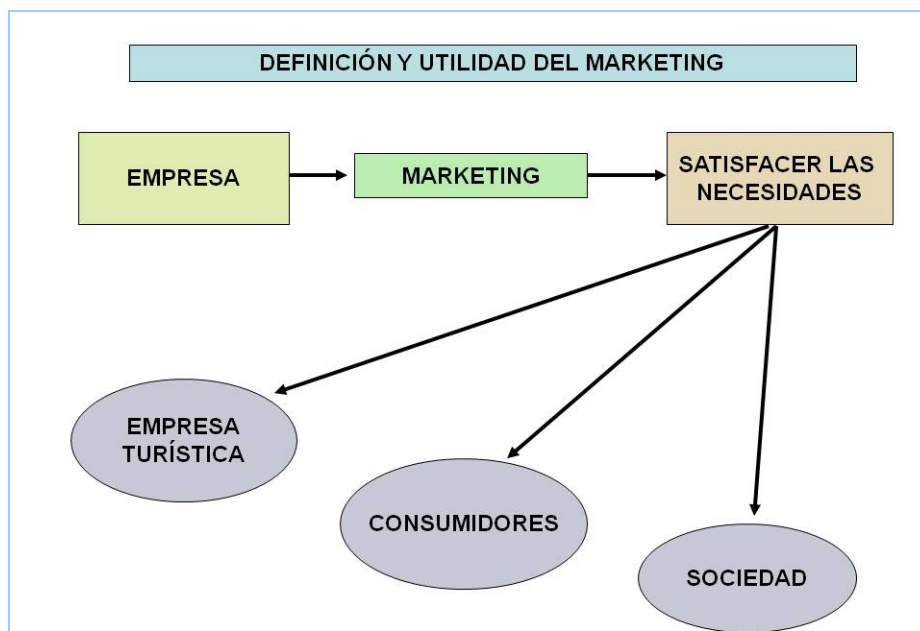 DEFINICIÓN Y UTILIDAD DEL MARKETING
EMPRESA
MARKETING
SATISFACER LAS
NECESIDADES
EMPRESA
TURÍSTICA
CONSUMIDORES
SOCIEDAD